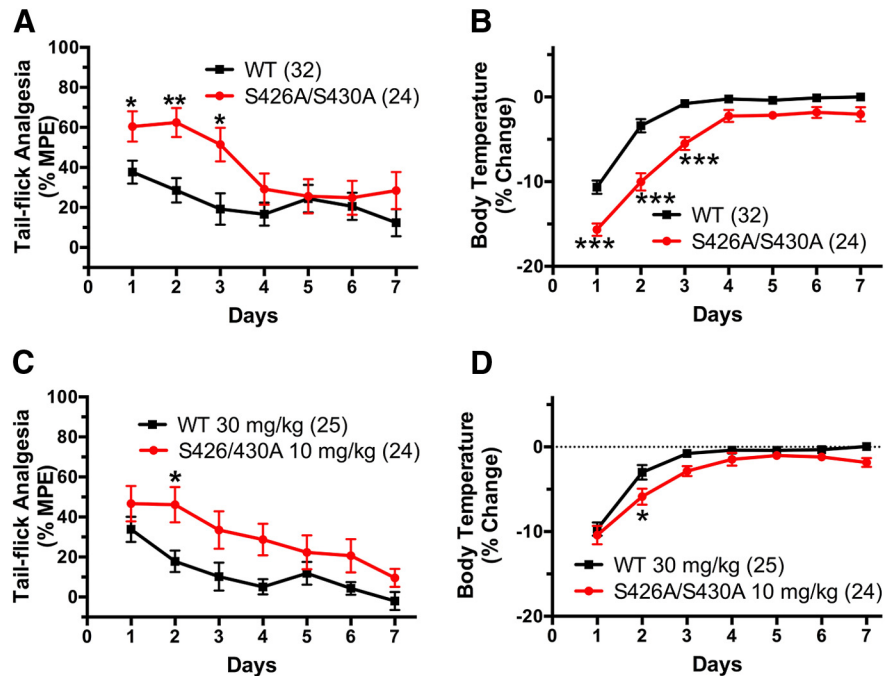 A
Tail-flick Analgesia
(% MPE)
100
80
60
40
20
0
WT (32)
S426A/S430A (24)
*
**
*
0 1 2 3 4 5 6 7
Days
B
Body Temperature
(% Change)
0
-10
-20
***
***
***
WT (32)
S426A/S430A (24)
0 1 2 3 4 5 6 7
Days
C
Tail-flick Analgesia
(% MPE)
100
80
60
40
20
0
WT 30 mg/kg (25)
S426/430A 10 mg/kg (24)
*
0 1 2 3 4 5 6 7
Days
D
Body Temperature
(% Change)
0
-10
-20
*
WT 30 mg/kg (25)
S426A/S430A 10 mg/kg (24)
0 1 2 3 4 5 6 7
Days